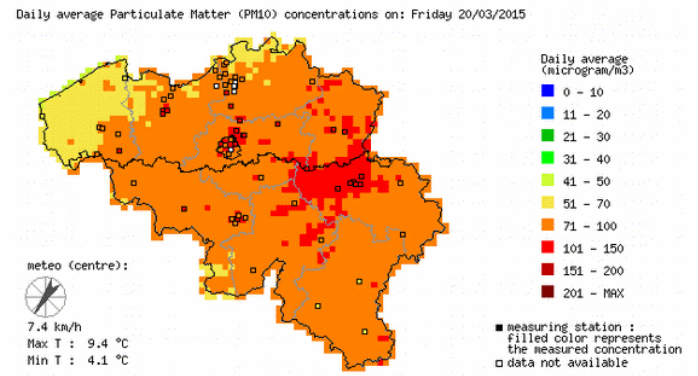 Daily average Particulate Matter (PM10) concentrations on: Friday 20/03/2015
Daily average
(microgram/m3)
0 - 10
11 - 20
21 - 30
31 - 40
41 - 50
51 - 70
71 - 100
101 - 150
151 - 200
201 - MAX
meteo (centre):
7.4 km/h
Max T : 9.4 °C
Min T : 4.1 °C
measuring station :
filled color represents
the measured concentration
data not available